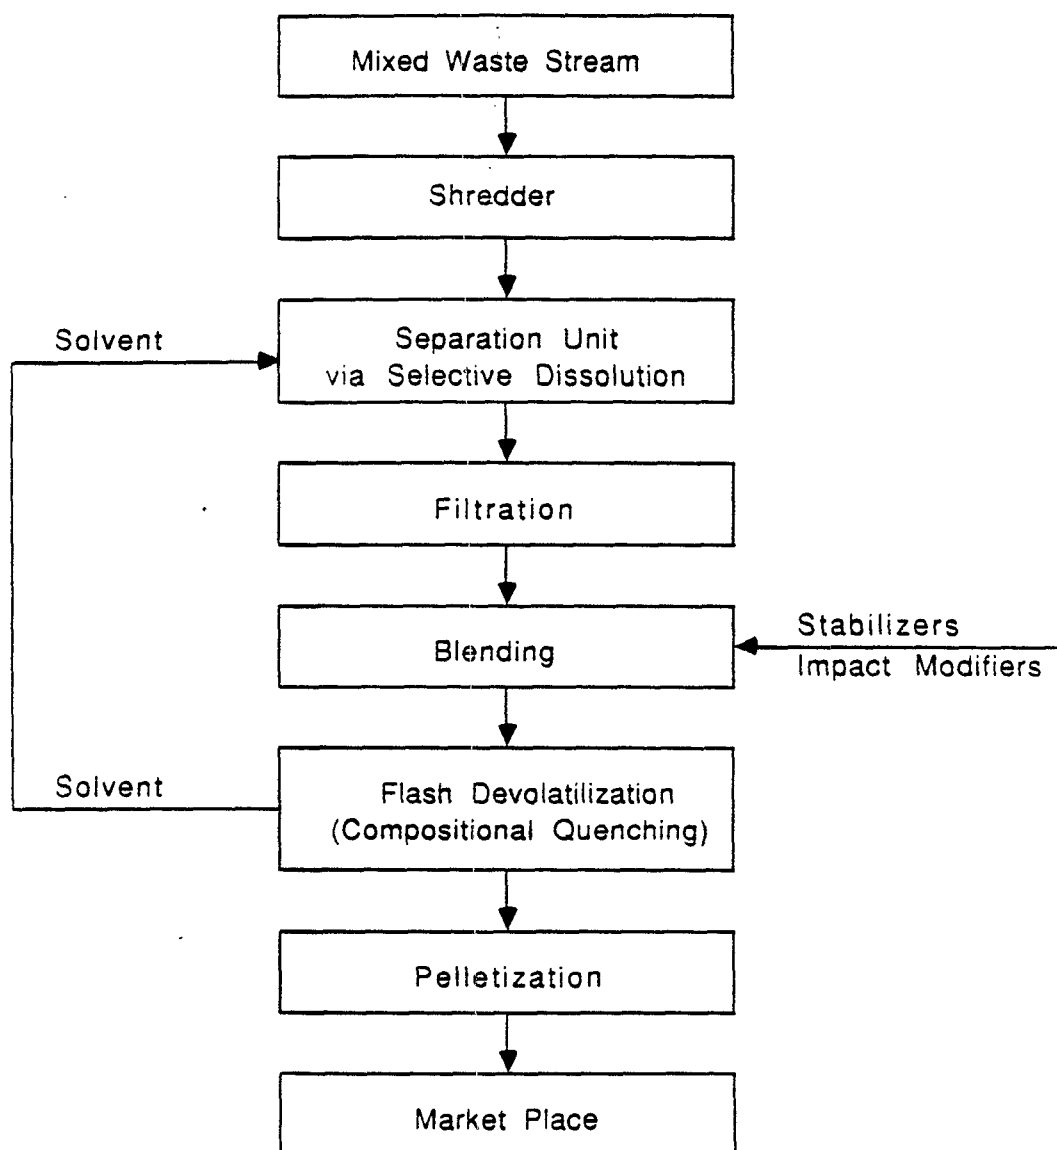 Mixed Waste Stream
Shredder
Solvent
Separation Unit
via Selective Dissolution
Filtration
Stabilizers
Blending
Impact Modifiers
Solvent
Flash Devolatilization
(Compositional Quenching)
Pelletization
Market Place